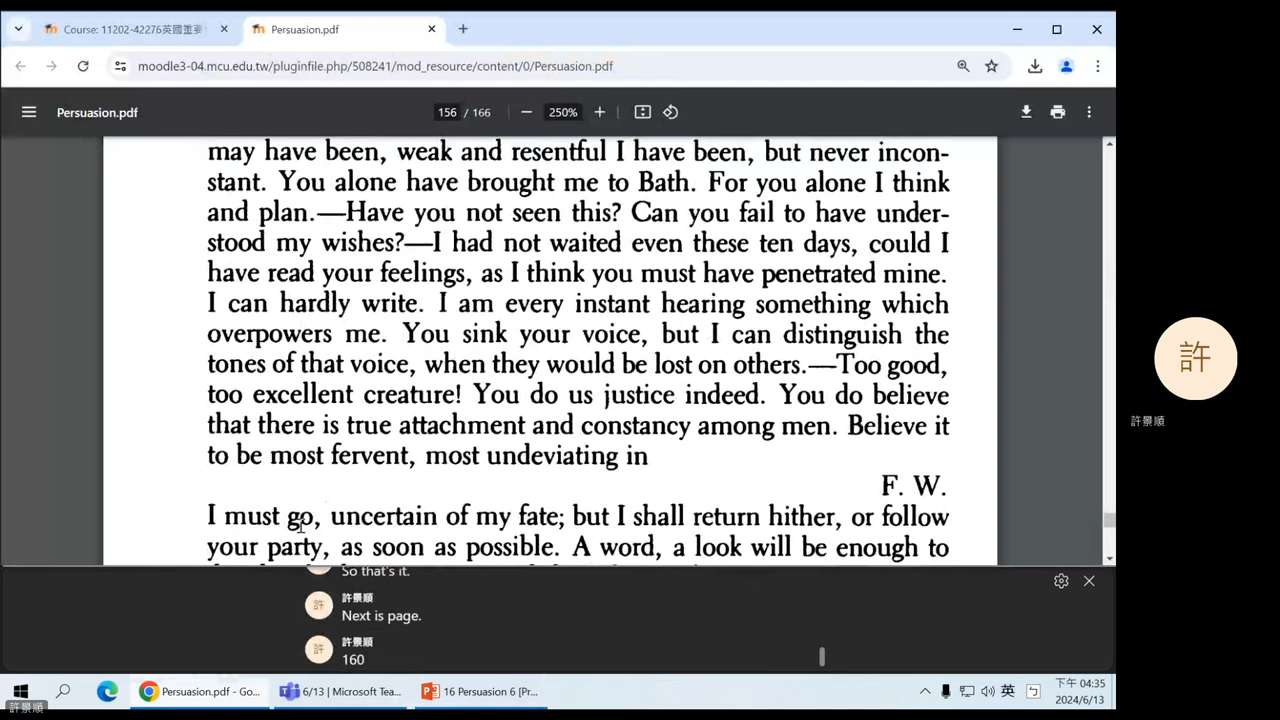 Course: 11202-42276英國重要
Persuasion.pdf
moodle3-04.mcu.edu.tw/pluginfile.php/508241/mod_resource/content/0/Persuasion.pdf
Persuasion.pdf
156 / 166
250%
may have been, weak and resentful I have been, but never incon-
stant. You alone have brought me to Bath. For you alone I think
and plan.—Have you not seen this? Can you fail to have under-
stood my wishes?—I had not waited even these ten days, could I
have read your feelings, as I think you must have penetrated mine.
I can hardly write. I am every instant hearing something which
overpowers me. You sink your voice, but I can distinguish the
tones of that voice, when they would be lost on others.—Too good,
too excellent creature! You do us justice indeed. You do believe
that there is true attachment and constancy among men. Believe it
to be most fervent, most undeviating in
F. W.
I must go, uncertain of my fate; but I shall return hither, or follow
your party, as soon as possible. A word, a look will be enough to
許
許景順
So that's it.
許
許景順
Next is page.
許
許景順
160
Persuasion.pdf - Go...
6/13 | Microsoft Tea...
16 Persuasion 6 [Pr...
英
下午 04:35
2024/6/13
許景順